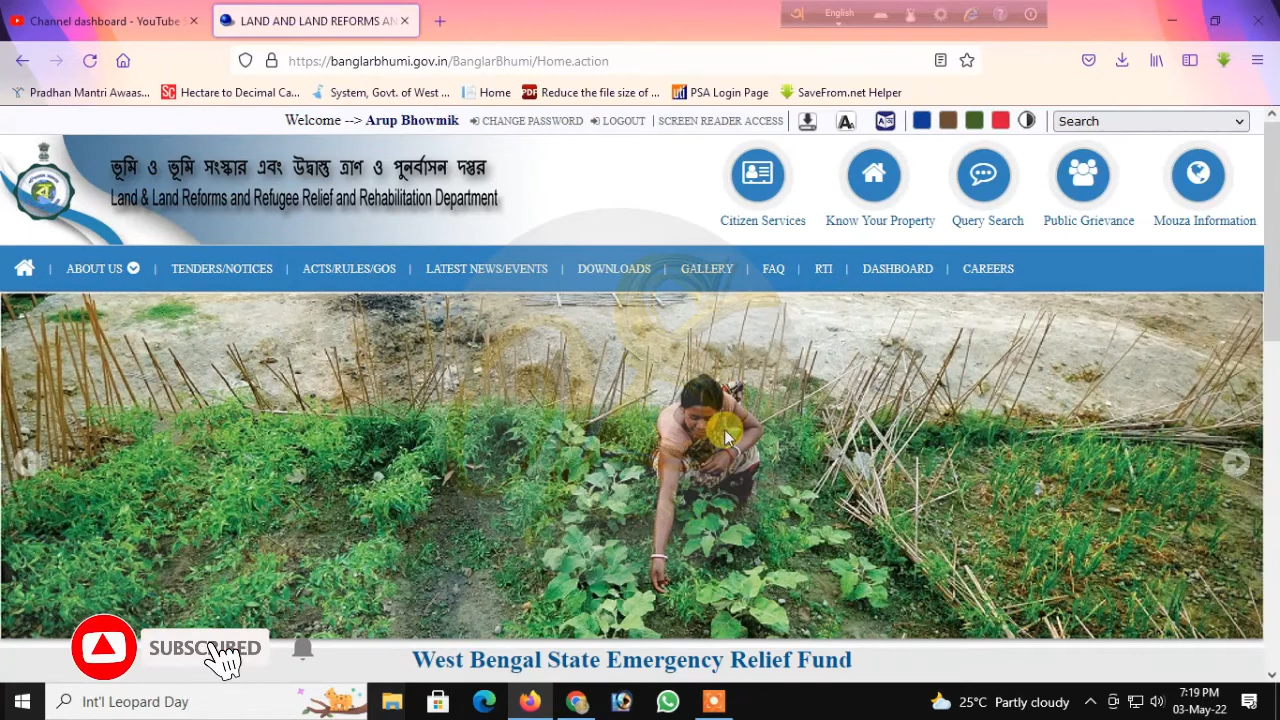 Channel dashboard - YouTube
LAND AND LAND REFORMS AN
English
https://banglarbhumi.gov.in/BanglarBhumi/Home.action
Pradhan Mantri Awaas... Hectare to Decimal Ca... System, Govt. of West ... Home Reduce the file size of ... PSA Login Page SaveFrom.net Helper
Welcome --> Arup Bhowmik CHANGE PASSWORD LOGOUT | SCREEN READER ACCESS Search
ভূমি ও ভূমি সংস্কার এবং উদ্বাস্তু ত্রাণ ও পুনর্বাসন দপ্তর
Land & Land Reforms and Refugee Relief and Rehabilitation Department
Citizen Services Know Your Property Query Search Public Grievance Mouza Information
ABOUT US | TENDERS/NOTICES | ACTS/RULES/GOS | LATEST NEWS/EVENTS | DOWNLOADS | GALLERY | FAQ | RTI | DASHBOARD | CAREERS
SUBSCRIBED
West Bengal State Emergency Relief Fund
Int'l Leopard Day
25°C Partly cloudy
7:19 PM
03-May-22